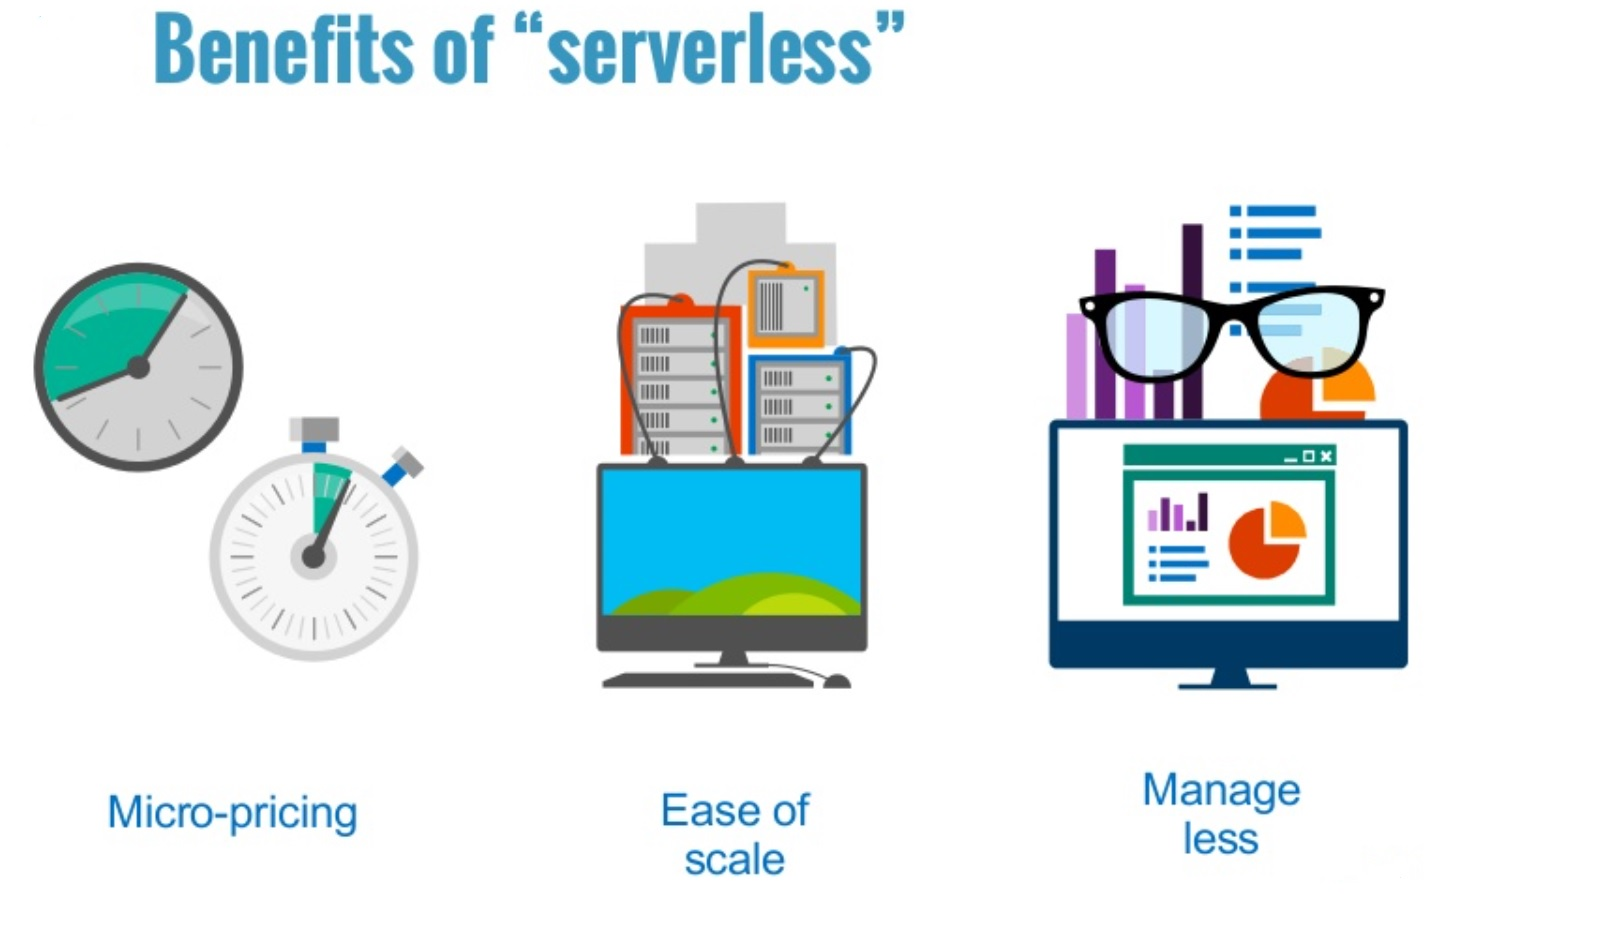 Benefits of “serverless”
Micro-pricing
Ease of
scale
Manage
less